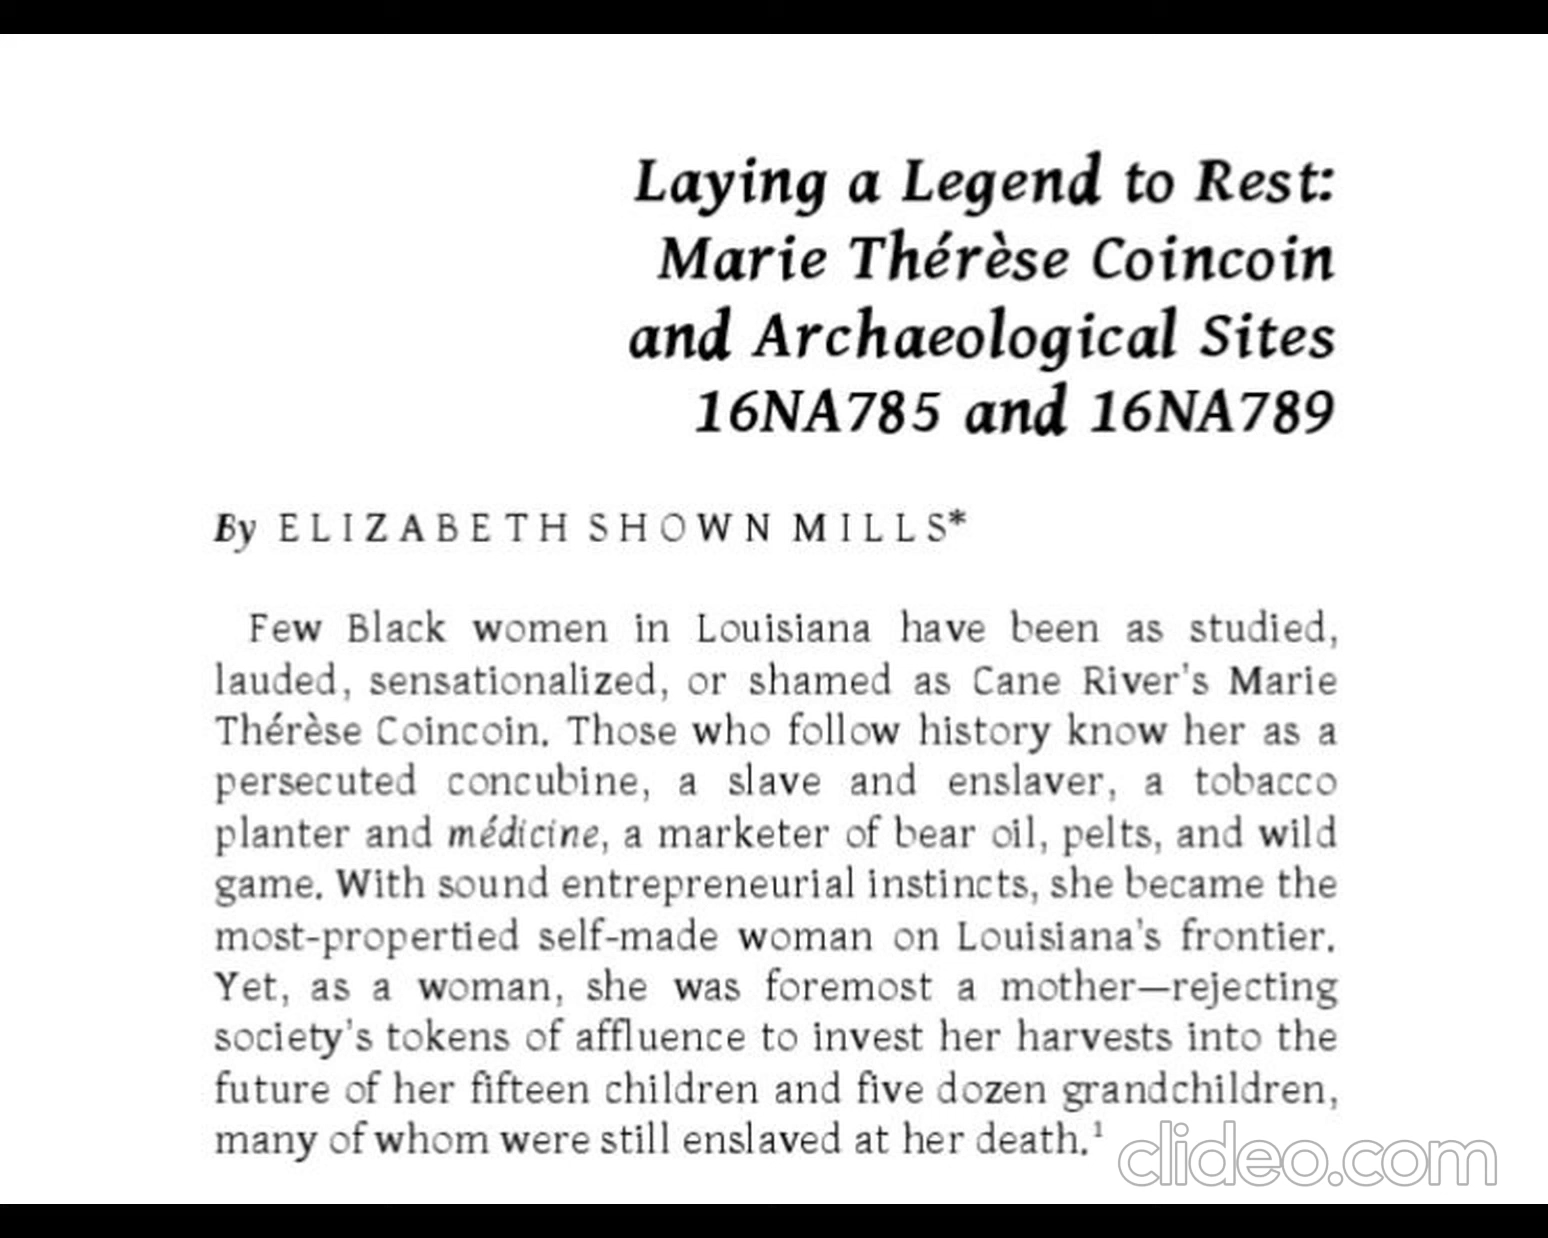 Laying a Legend to Rest:
Marie Thérèse Coincoin
and Archaeological Sites
16NA785 and 16NA789
By ELIZABETH SHOWN MILLS*
Few Black women in Louisiana have been as studied,
lauded, sensationalized, or shamed as Cane River's Marie
Thérèse Coincoin. Those who follow history know her as a
persecuted concubine, a slave and enslaver, a tobacco
planter and médicine, a marketer of bear oil, pelts, and wild
game. With sound entrepreneurial instincts, she became the
most-propertied self-made woman on Louisiana's frontier.
Yet, as a woman, she was foremost a mother—rejecting
society's tokens of affluence to invest her harvests into the
future of her fifteen children and five dozen grandchildren,
many of whom were still enslaved at her death.¹
clideo.com